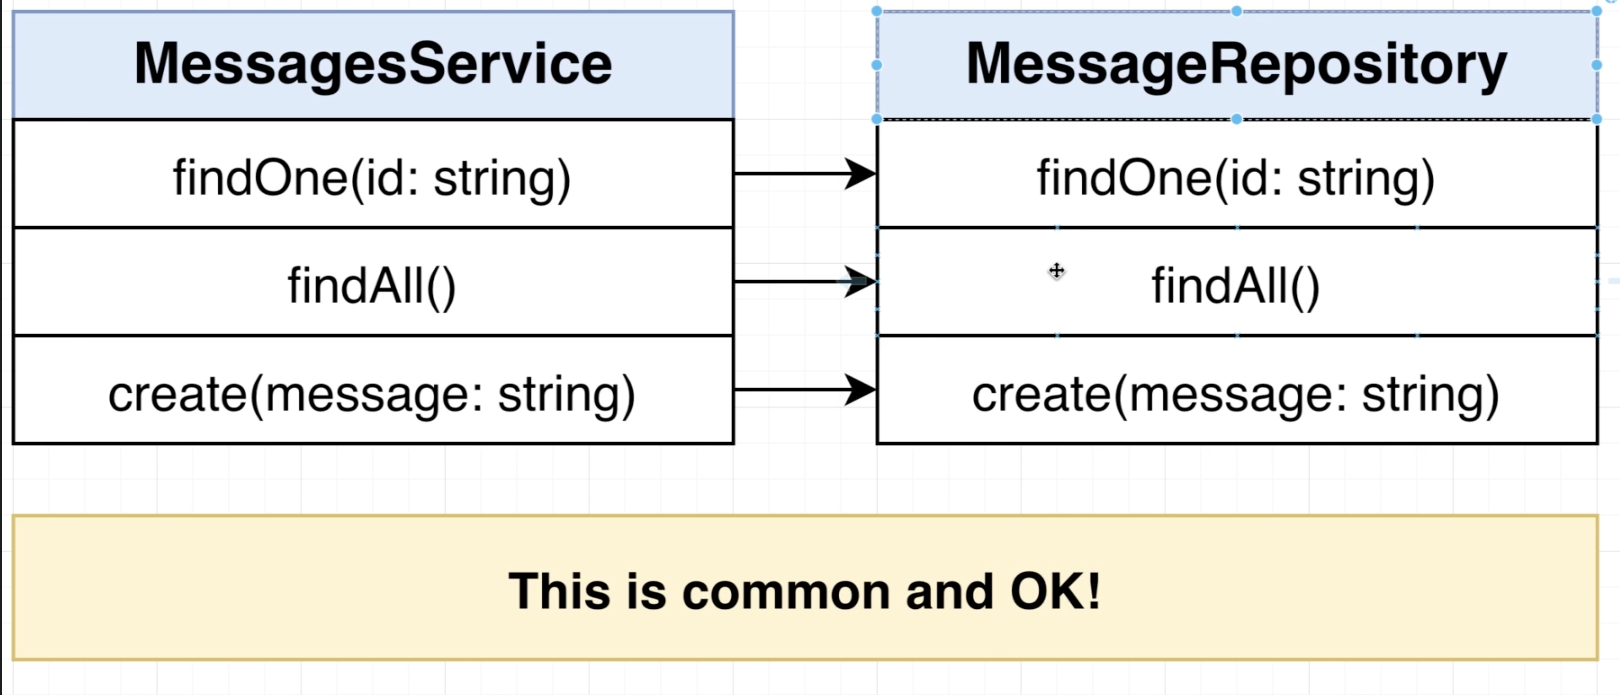 MessagesService
findOne(id: string)
findAll()
create(message: string)
MessageRepository
findOne(id: string)
findAll()
create(message: string)
This is common and OK!